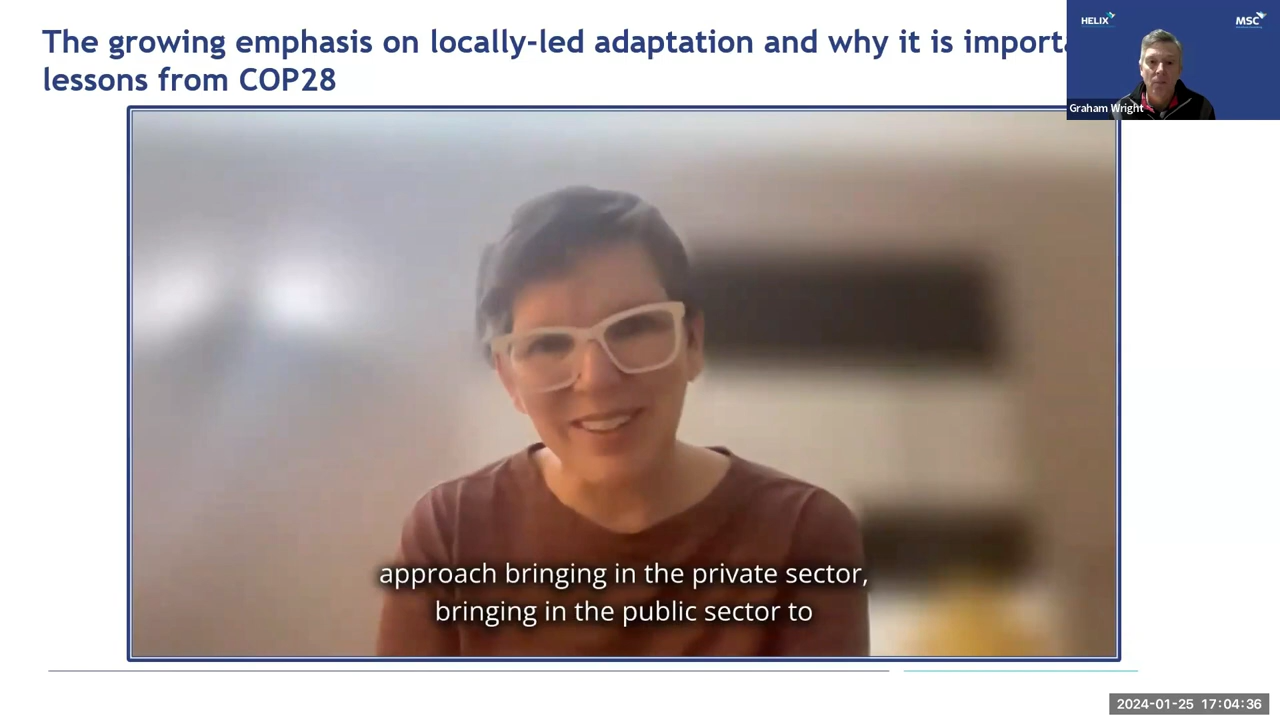 The growing emphasis on locally-led adaptation and why it is
lessons from COP28
HELIX
MSC
Graham Wright
approach bringing in the private sector,
bringing in the public sector to
2024-01-25 17:04:36